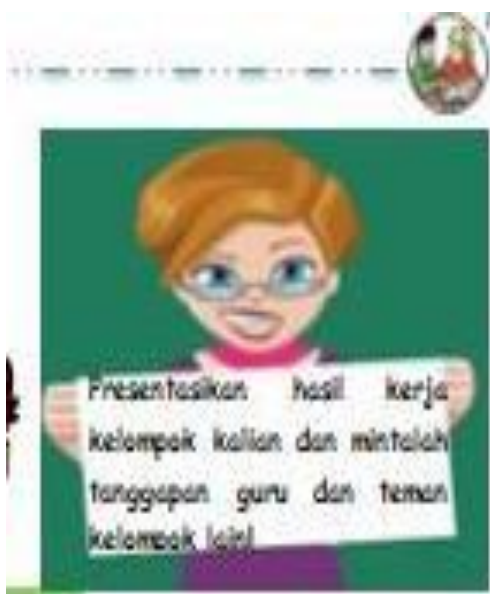 Presentasikan hasil kerja
kelompok kalian dan mintalah
tanggapan guru dan teman
kelompok lain!